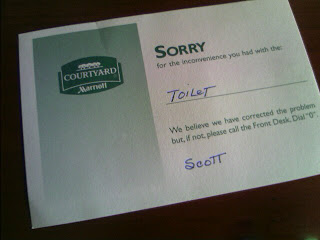 COURTYARD
Marriott
SORRY
for the inconvenience you had with the:
TOILET
We believe we have corrected the problem
but, if not, please call the Front Desk, Dial "0".
SCOTT